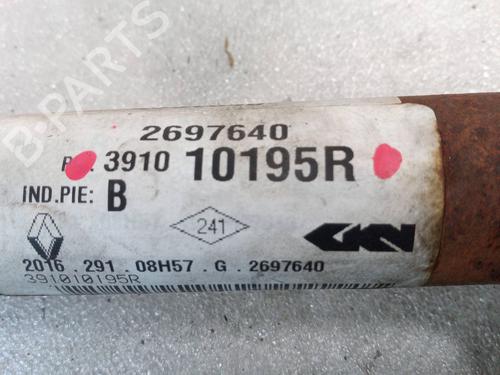 2697640
3910 10195R
IND.PIE: B
241
GKN
2016 . 291 . 08H57 . G . 2697640
391010195R
B-PARTS